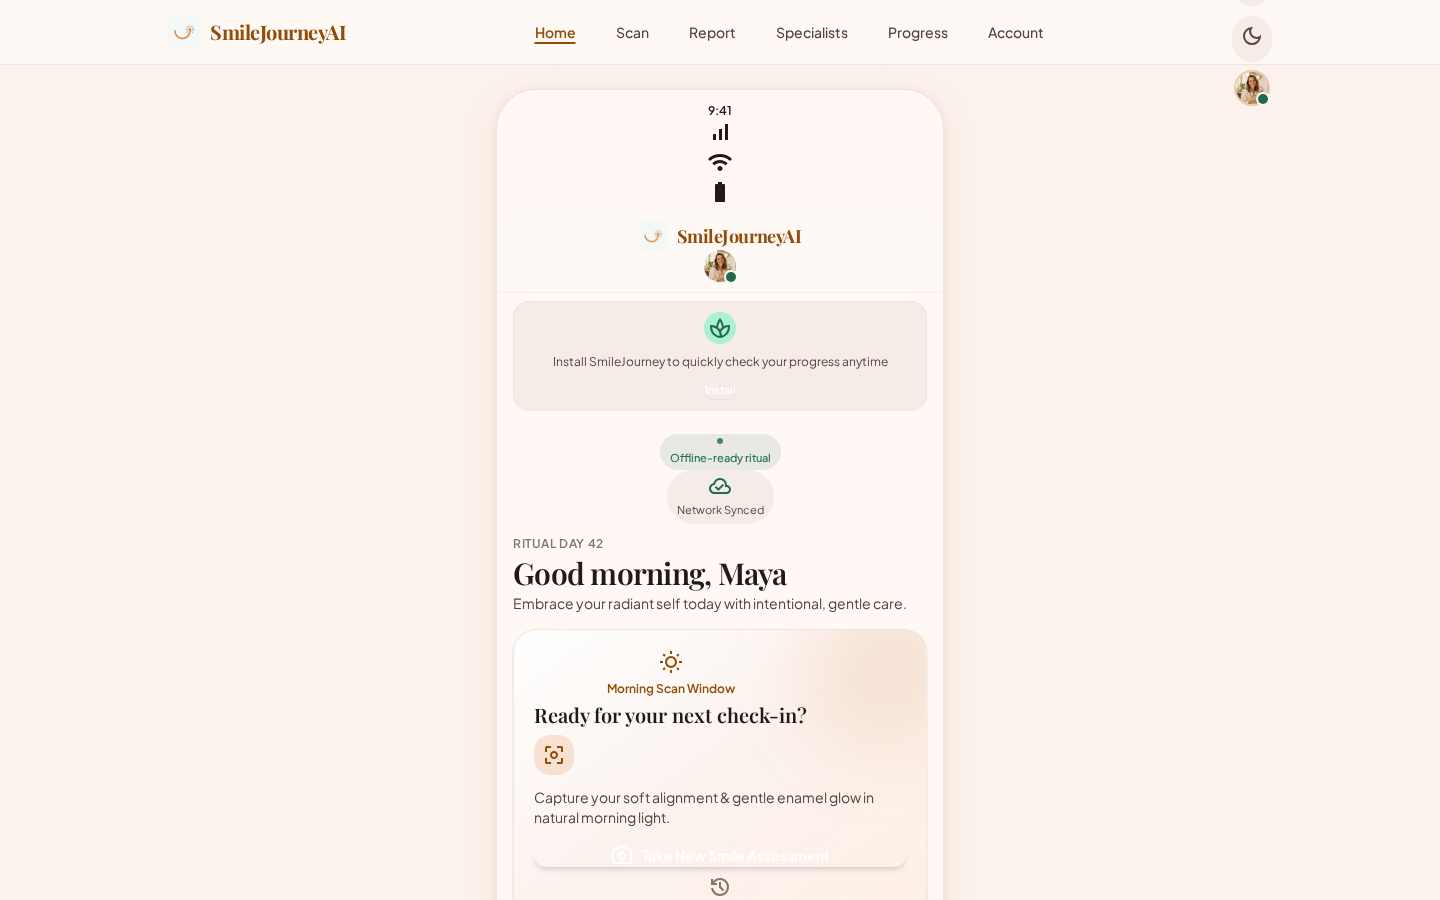 SmileJourneyAI
Home
Scan
Report
Specialists
Progress
Account
9:41
SmileJourneyAI
Install SmileJourney to quickly check your progress anytime
Install
Offline-ready ritual
Network Synced
RITUAL DAY 42
Good morning, Maya
Embrace your radiant self today with intentional, gentle care.
Morning Scan Window
Ready for your next check-in?
Capture your soft alignment & gentle enamel glow in
natural morning light.
Take New Smile Assessment